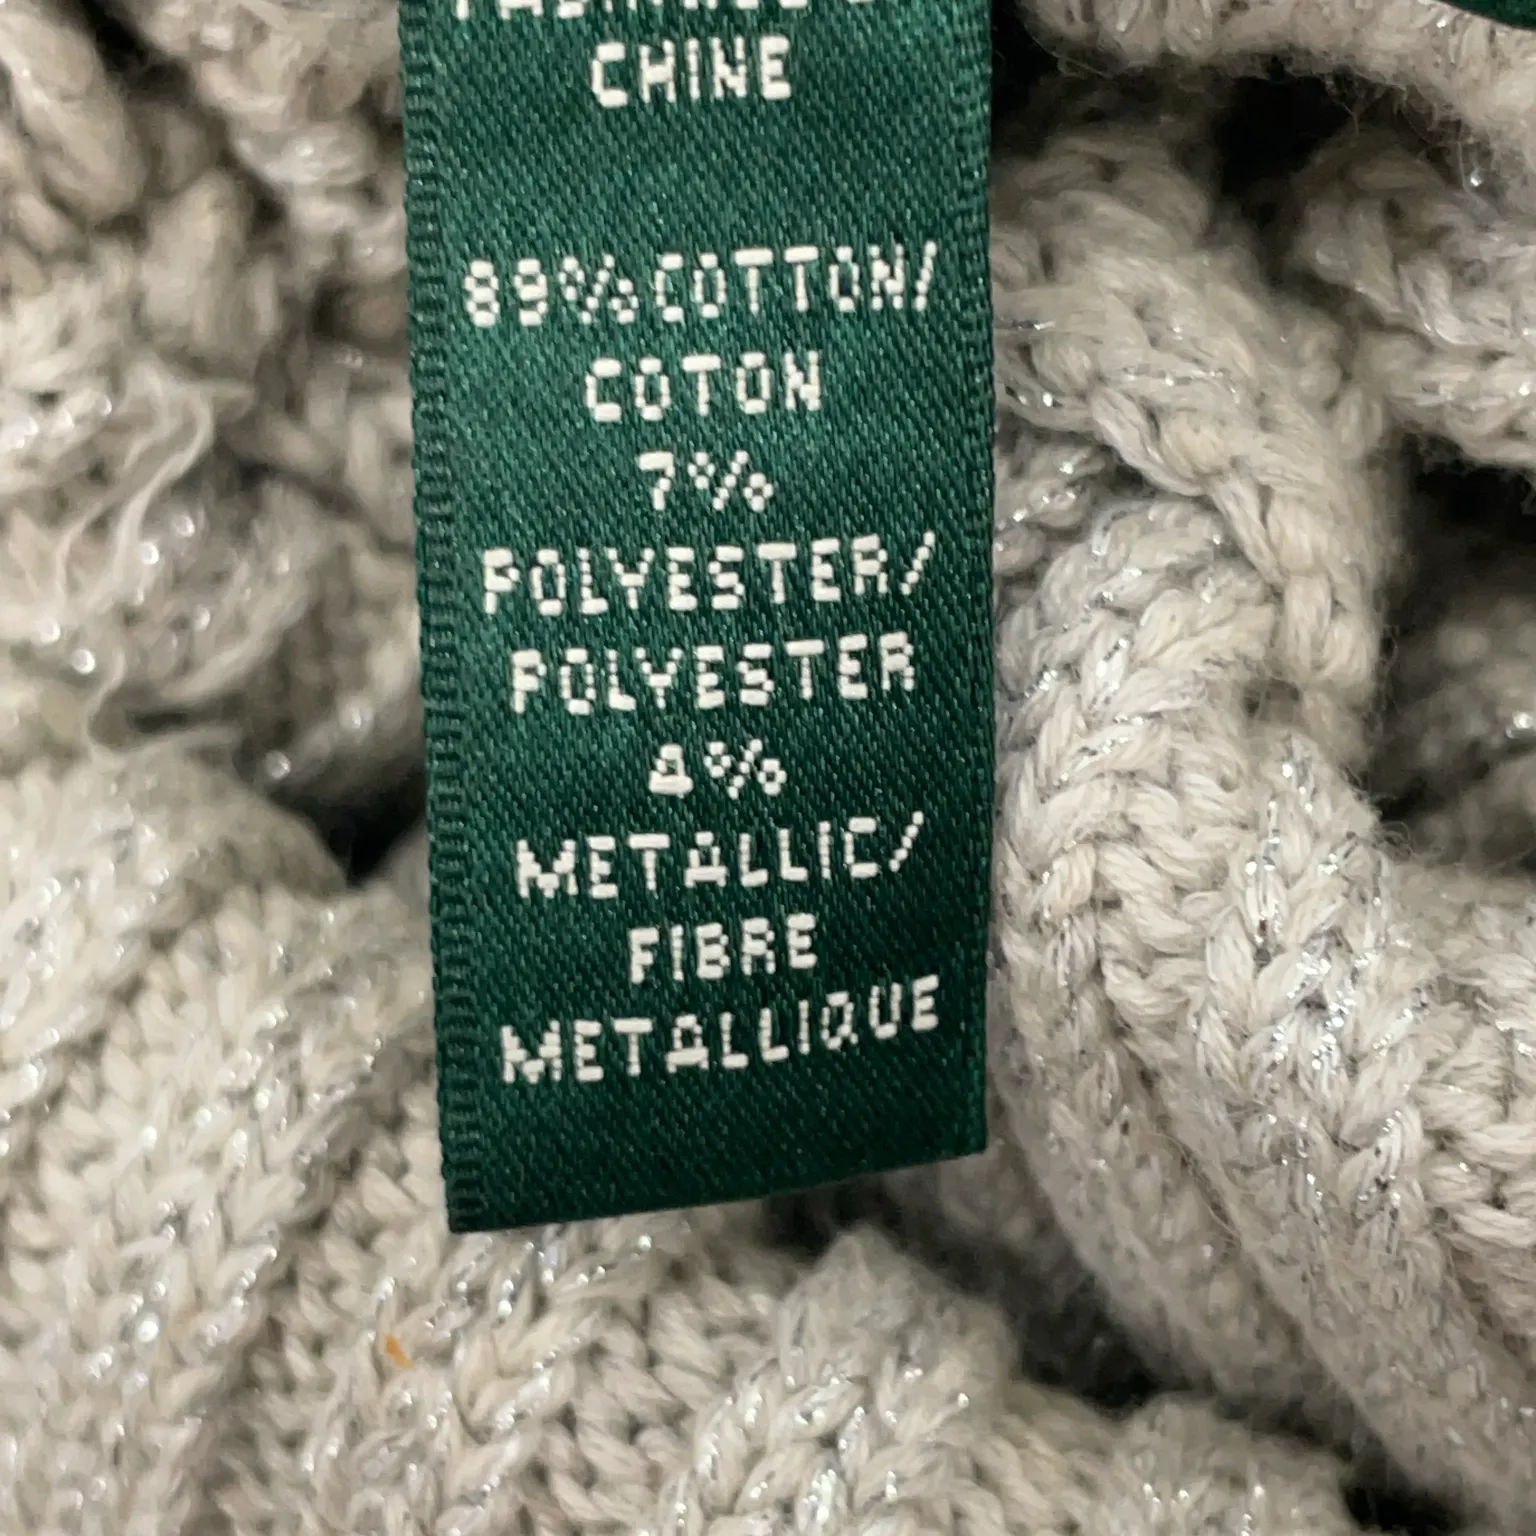 CHINE
89% COTTON/
COTON
7%
POLYESTER/
POLYESTER
4%
METALLIC/
FIBRE
METALLIQUE